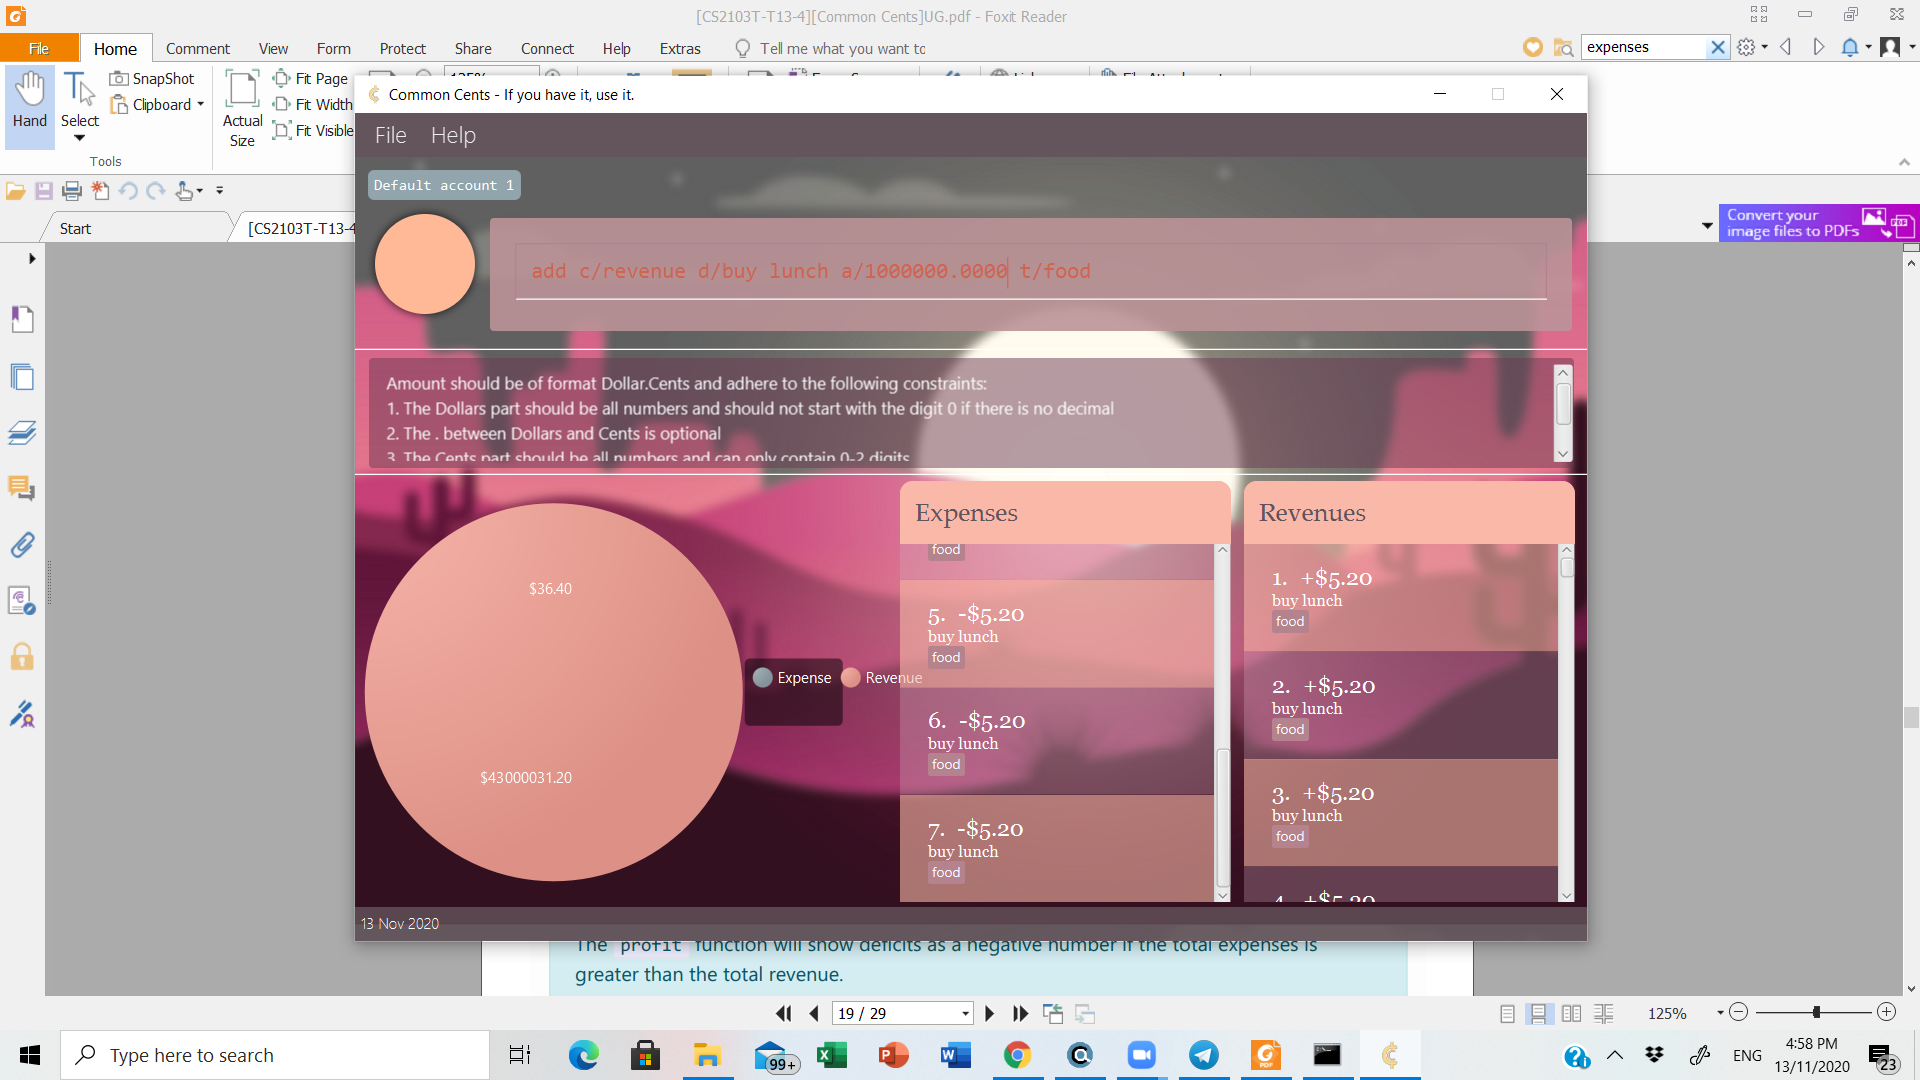 [CS2103T-T13-4][Common Cents]UG.pdf - Foxit Reader
File Home Comment View Form Protect Share Connect Help Extras Tell me what you want to
expenses
Hand
Select
SnapShot
Clipboard
Actual
Size
Fit Page
Fit Width
Fit Visible
Tools
Start
[CS2103T-T13-4
Convert your
image files to PDFs
Common Cents - If you have it, use it.
File Help
Default account 1
add c/revenue d/buy lunch a/1000000.0000 t/food
Amount should be of format Dollar.Cents and adhere to the following constraints:
1. The Dollars part should be all numbers and should not start with the digit 0 if there is no decimal
2. The . between Dollars and Cents is optional
3. The Cents part should be all numbers and can only contain 0-2 digits
$36.40
$43000031.20
Expense Revenue
Expenses
food
5. -$5.20
buy lunch
food
6. -$5.20
buy lunch
food
7. -$5.20
buy lunch
food
Revenues
1. +$5.20
buy lunch
food
2. +$5.20
buy lunch
food
3. +$5.20
buy lunch
food
4. +$5.20
13 Nov 2020
The profit function will show deficits as a negative number if the total expenses is
greater than the total revenue.
19 / 29
125%
Type here to search
99+
ENG
4:58 PM
13/11/2020
23